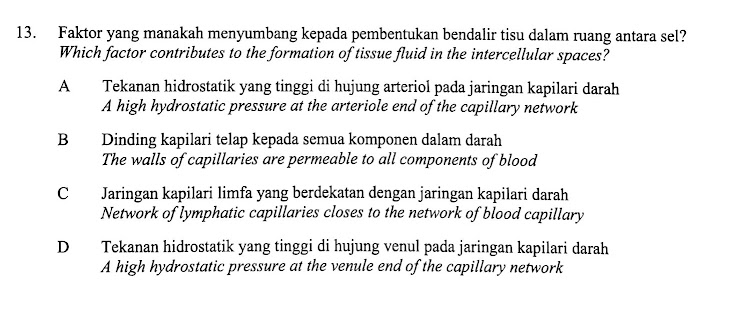 13. Faktor yang manakah menyumbang kepada pembentukan bendalir tisu dalam ruang antara sel?
Which factor contributes to the formation of tissue fluid in the intercellular spaces?
A Tekanan hidrostatik yang tinggi di hujung arteriol pada jaringan kapilari darah
A high hydrostatic pressure at the arteriole end of the capillary network
B Dinding kapilari telap kepada semua komponen dalam darah
The walls of capillaries are permeable to all components of blood
C Jaringan kapilari limfa yang berdekatan dengan jaringan kapilari darah
Network of lymphatic capillaries closes to the network of blood capillary
D Tekanan hidrostatik yang tinggi di hujung venul pada jaringan kapilari darah
A high hydrostatic pressure at the venule end of the capillary network